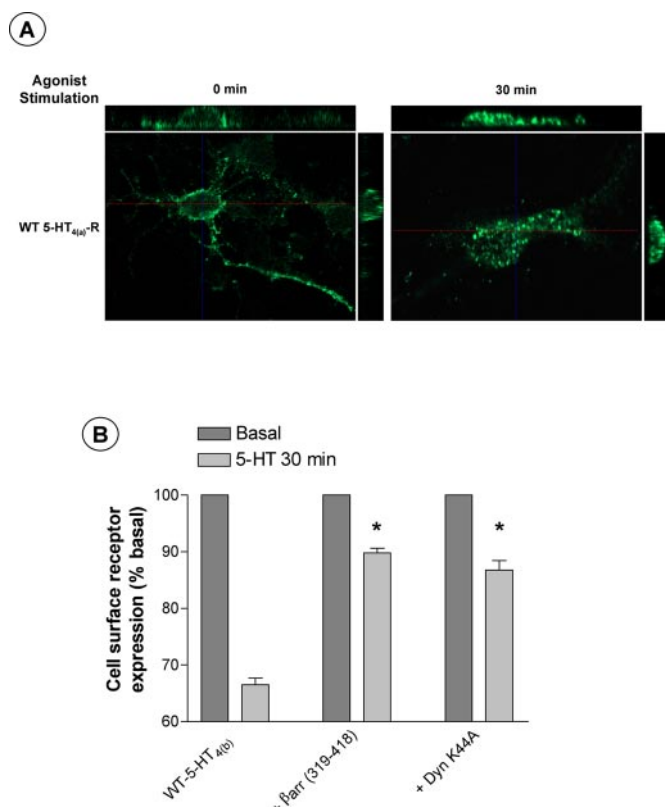 A
Agonist
Stimulation
0 min
30 min
WT 5-HT4(a)-R
B
Basal
5-HT 30 min
Cell surface receptor
expression (% basal)
100
90
80
70
60
*
*
WT-5-HT4(b)
βarr (319-418)
+ Dyn K44A